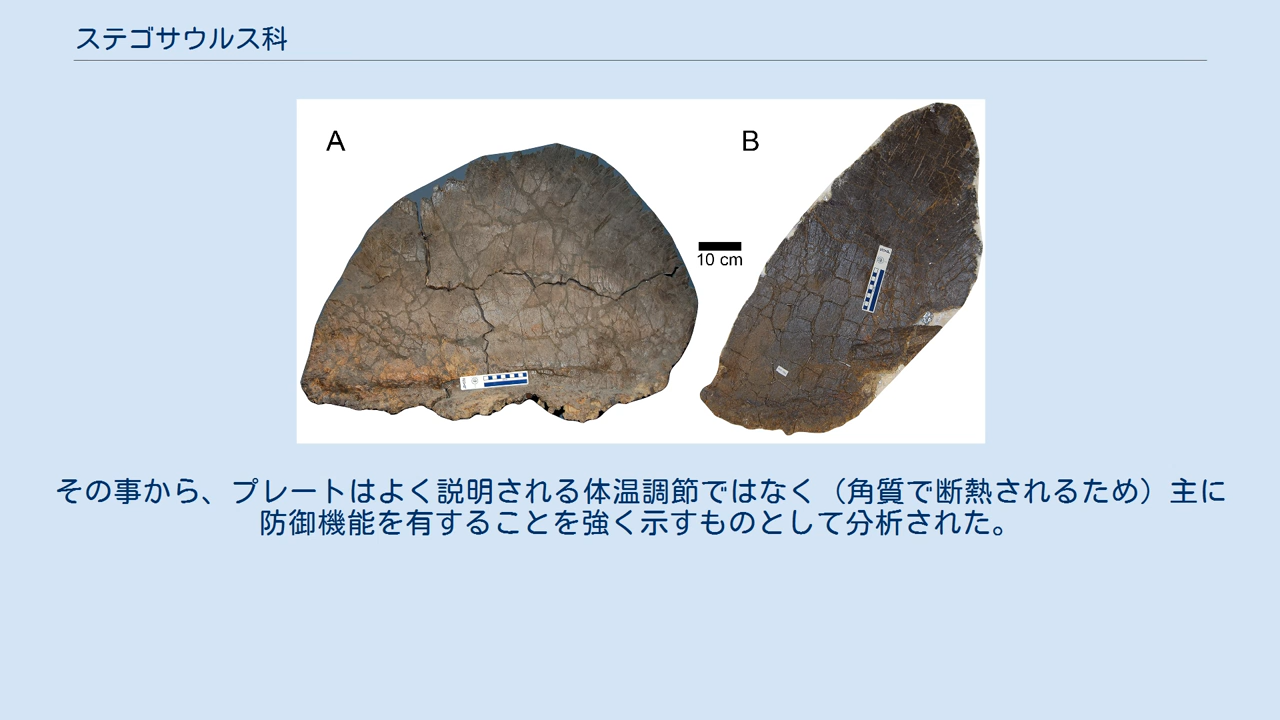 ステゴサウルス科
A
B
10 cm
その事から、プレートはよく説明される体温調節ではなく（角質で断熱されるため）主に
防御機能を有することを強く示すものとして分析された。